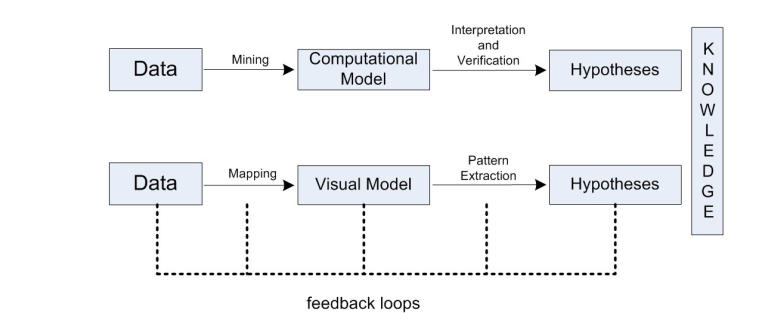 Data
Mining
Computational
Model
Interpretation
and
Verification
Hypotheses
Data
Mapping
Visual Model
Pattern
Extraction
Hypotheses
K
N
O
W
L
E
D
G
E
feedback loops